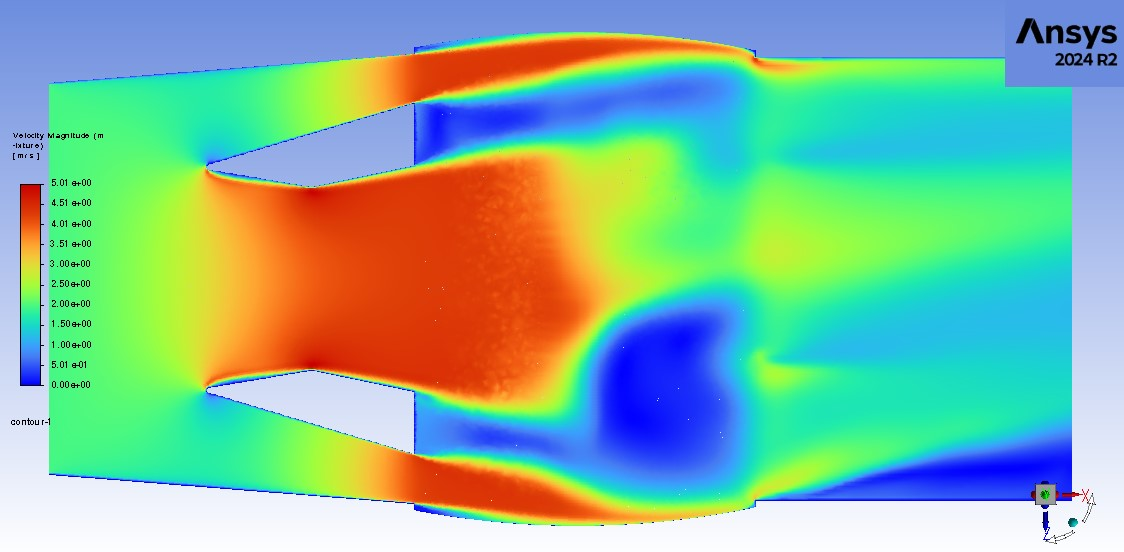 Ansys
2024 R2
Velocity Magnitude (m
-ixture)
[ m/s ]
5.01e+00
4.51e+00
4.01e+00
3.51e+00
3.00e+00
2.50e+00
2.00e+00
1.50e+00
1.00e+00
5.01e-01
0.00e+00
contour-1
X